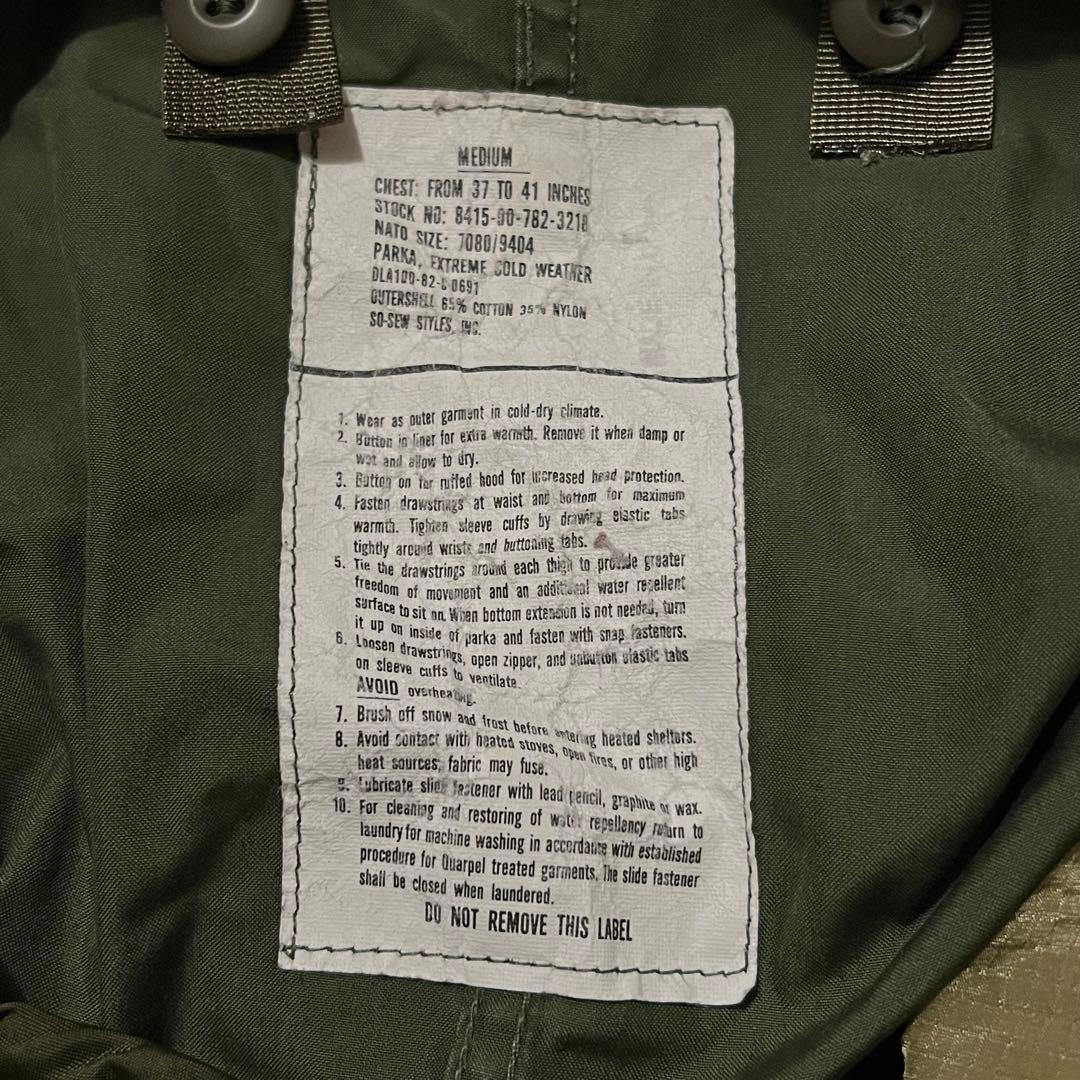 MEDIUM
CHEST: FROM 37 TO 41 INCHES
STOCK NO: 8415-00-782-3218
NATO SIZE: 7080/9404
PARKA, EXTREME COLD WEATHER
DLA100-82-C-0691
OUTERSHELL 65% COTTON 35% NYLON
SO-SEW STYLES, INC.
1. Wear as outer garment in cold-dry climate.
2. Button in liner for extra warmth. Remove it when damp or
wet and allow to dry.
3. Button on fur ruffed hood for increased head protection.
4. Fasten drawstrings at waist and bottom for maximum
warmth. Tighten sleeve cuffs by drawing elastic tabs
tightly around wrists and buttoning tabs.
5. Tie the drawstrings around each thigh to provide greater
freedom of movement and an additional water repellent
surface to sit on. When bottom extension is not needed, turn
it up on inside of parka and fasten with snap fasteners.
6. Loosen drawstrings, open zipper, and unbutton elastic tabs
on sleeve cuffs to ventilate.
AVOID overheating.
7. Brush off snow and frost before entering heated shelters.
8. Avoid contact with heated stoves, open fires, or other high
heat sources; fabric may fuse.
9. Lubricate slide fastener with lead pencil, graphite or wax.
10. For cleaning and restoring of water repellency return to
laundry for machine washing in accordance with established
procedure for Quarpel treated garments. The slide fastener
shall be closed when laundered.
DO NOT REMOVE THIS LABEL